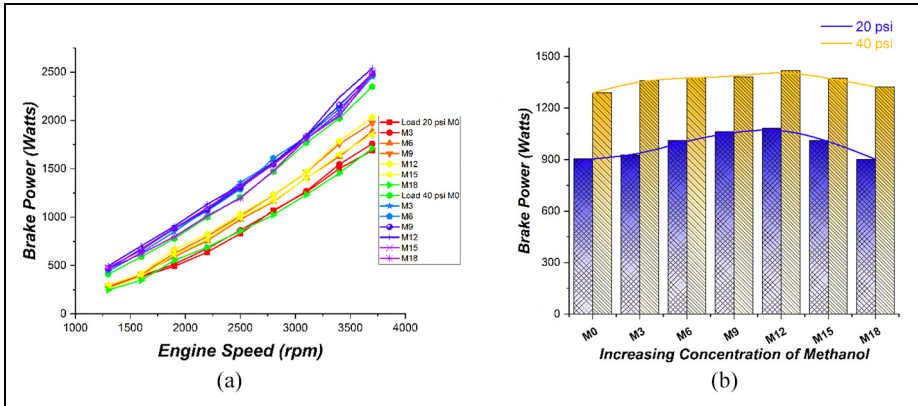 Brake Power (Watts)
2500
2000
1500
1000
500
0
1000
1500
2000
2500
3000
3500
4000
Engine Speed (rpm)
Load 20 psi M0
M3
M6
M9
M12
M15
M18
Load 40 psi M0
M3
M6
M9
M12
M15
M18
(a)
20 psi
40 psi
Brake Power (Watts)
1500
1200
900
600
300
0
M0
M3
M6
M9
M12
M15
M18
Increasing Concentration of Methanol
(b)